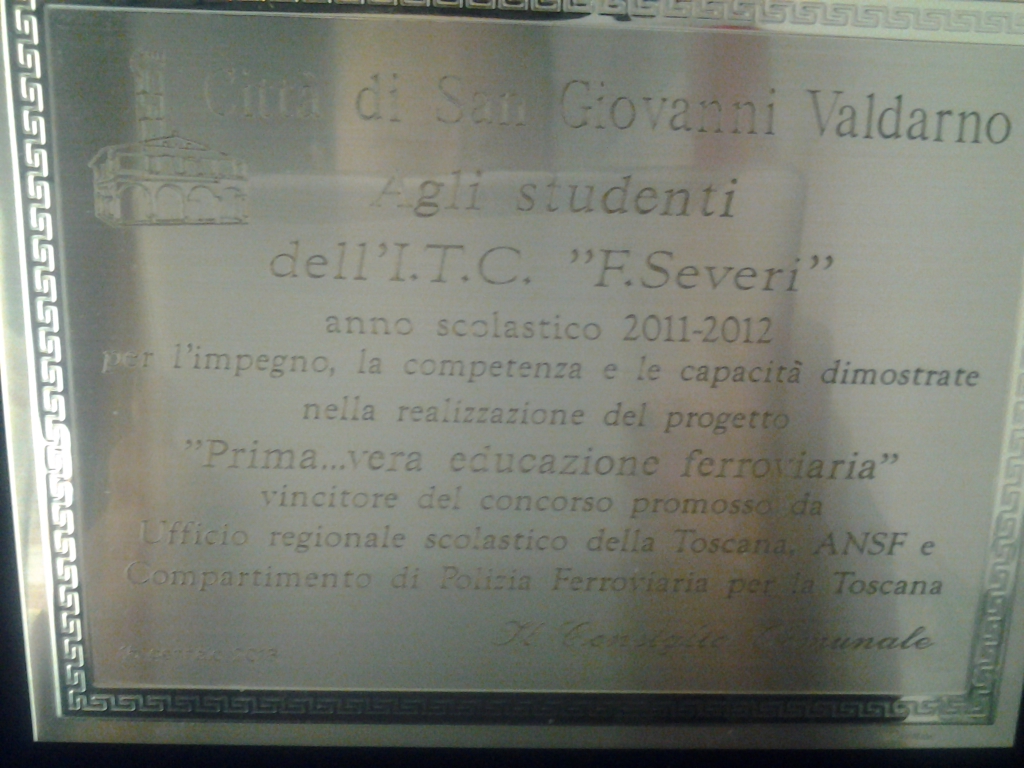 Città di San Giovanni Valdarno
Agli studenti
dell'I.T.C. "F.Severi"
anno scolastico 2011-2012
per l'impegno, la competenza e le capacità dimostrate
nella realizzazione del progetto
"Prima...vera educazione ferroviaria"
vincitore del concorso promosso da
Ufficio regionale scolastico della Toscana, ANSF e
Compartimento di Polizia Ferroviaria per la Toscana
Il Consiglio Comunale
gennaio 2013